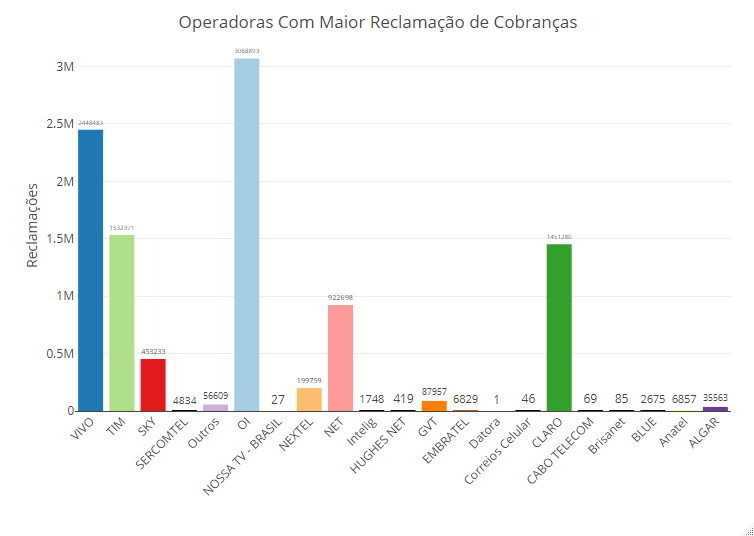 Operadoras Com Maior Reclamação de Cobranças
Reclamações
3M
2.5M
2M
1.5M
1M
0.5M
0
2448483
1532371
453233
4834
56609
3068893
27
199759
922698
1748
419
87957
6829
1
46
1451280
69
85
2675
6857
35563
VIVO
TIM
SKY
SERCOMTEL
Outros
OI
NOSSA TV - BRASIL
NEXTEL
NET
Intelig
HUGHES NET
GVT
EMBRATEL
Datora
Correios Celular
CLARO
CABO TELECOM
Brisanet
BLUE
Anatel
ALGAR